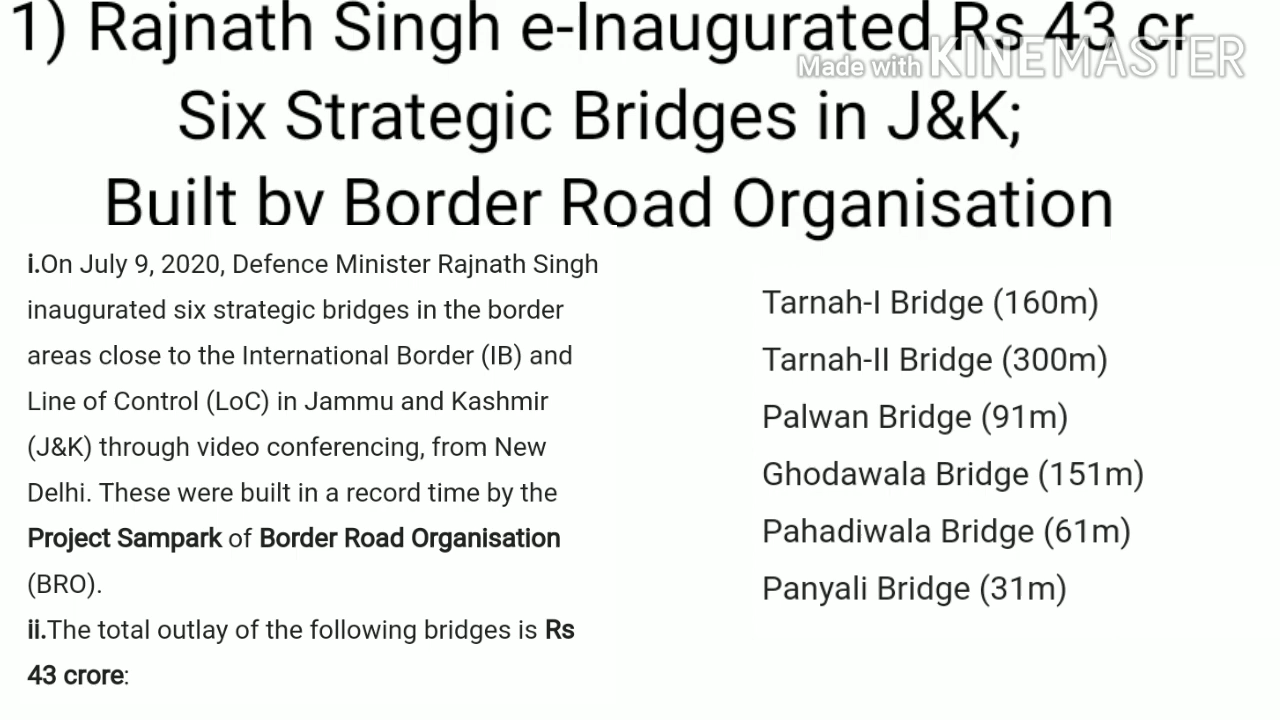 1) Rajnath Singh e-Inaugurated Rs 43 cr
Made with KINEMASTER
Six Strategic Bridges in J&K;
Built by Border Road Organisation
i.On July 9, 2020, Defence Minister Rajnath Singh
inaugurated six strategic bridges in the border
areas close to the International Border (IB) and
Line of Control (LoC) in Jammu and Kashmir
(J&K) through video conferencing, from New
Delhi. These were built in a record time by the
Project Sampark of Border Road Organisation
(BRO).
ii.The total outlay of the following bridges is Rs
43 crore:
Tarnah-I Bridge (160m)
Tarnah-II Bridge (300m)
Palwan Bridge (91m)
Ghodawala Bridge (151m)
Pahadiwala Bridge (61m)
Panyali Bridge (31m)